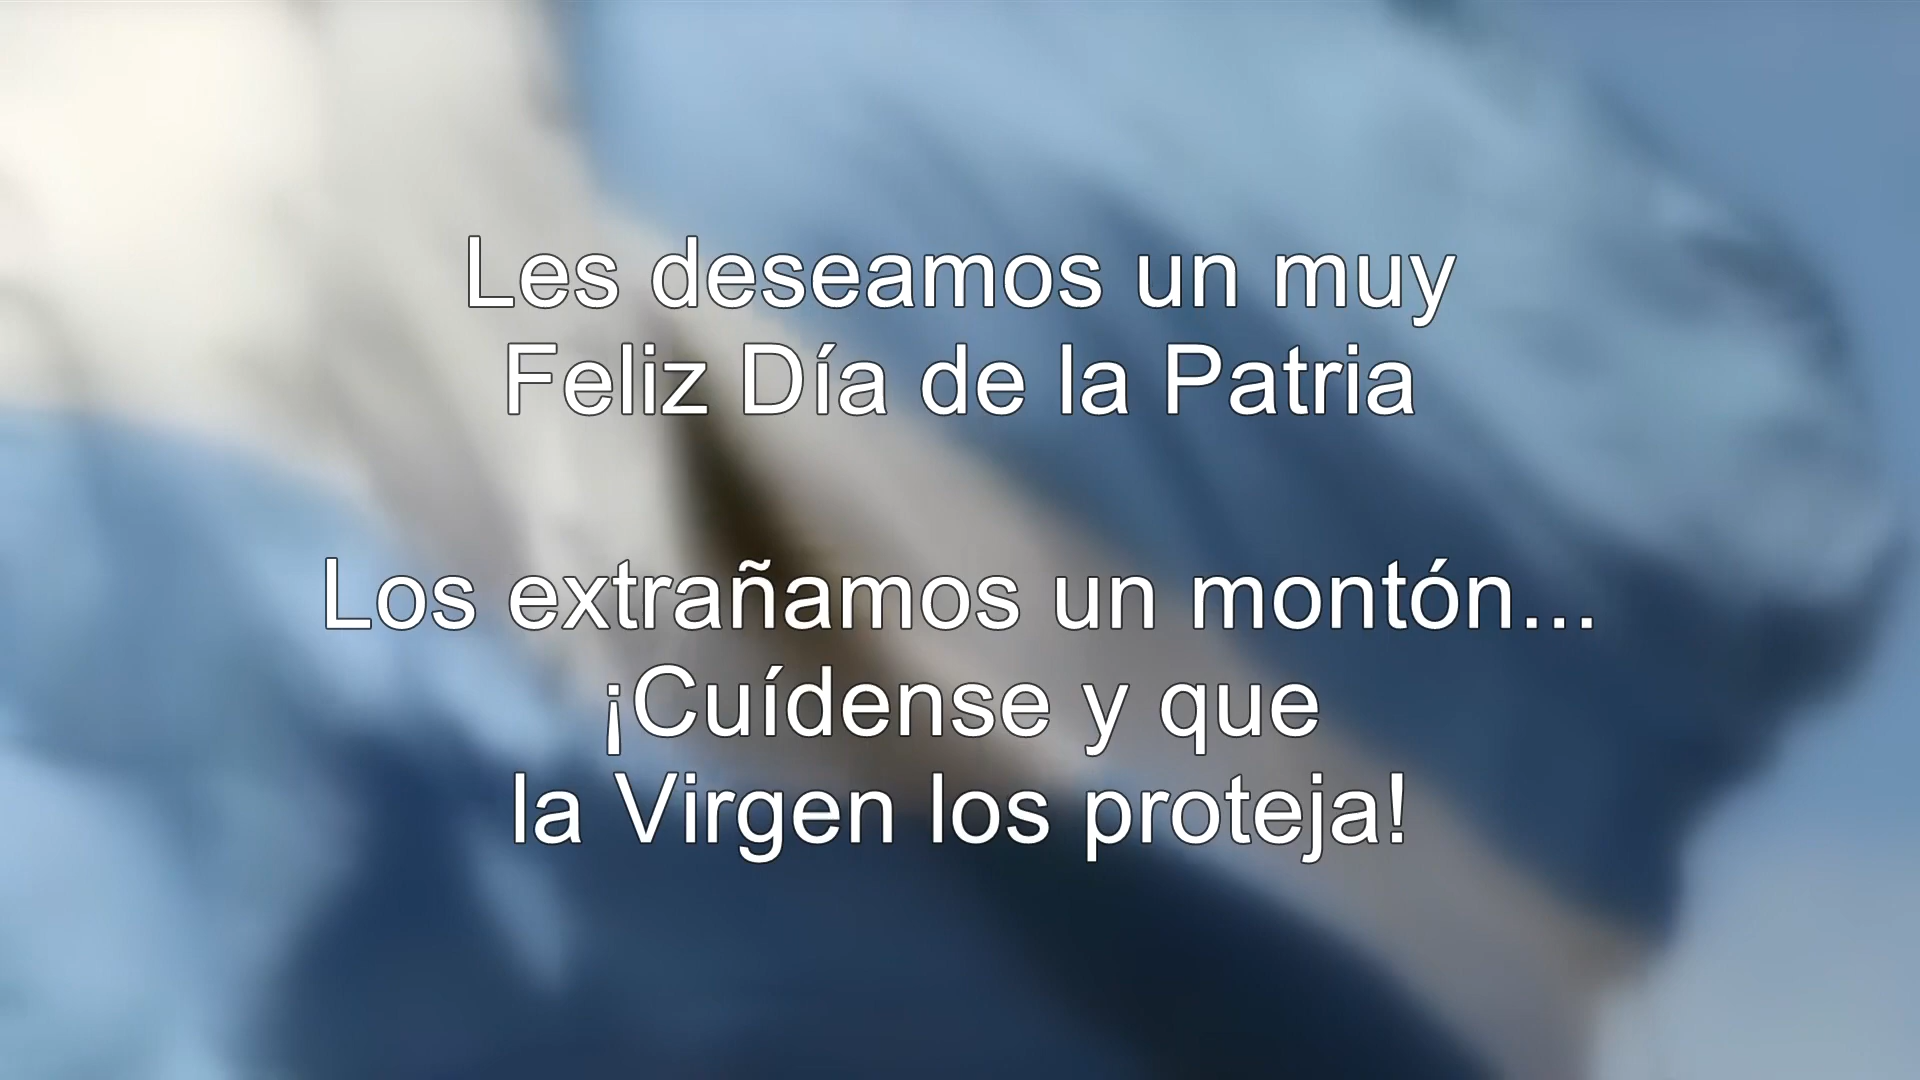 Les deseamos un muy
Feliz Día de la Patria
Los extrañamos un montón...
¡Cuídense y que
la Virgen los proteja!